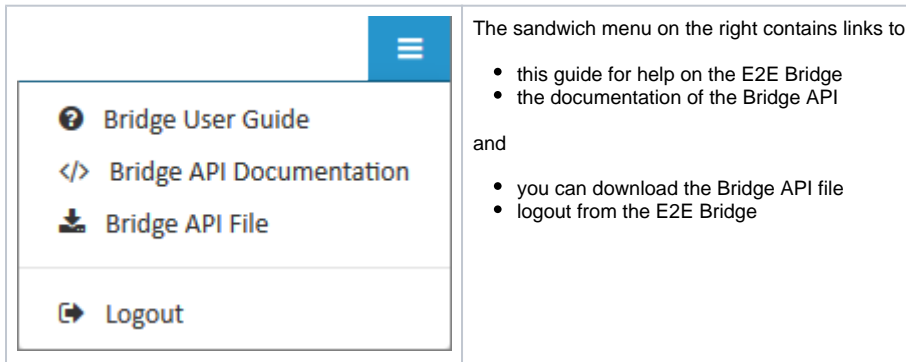 Bridge User Guide
</> Bridge API Documentation
Bridge API File
Logout
The sandwich menu on the right contains links to
• this guide for help on the E2E Bridge
• the documentation of the Bridge API
and
• you can download the Bridge API file
• logout from the E2E Bridge